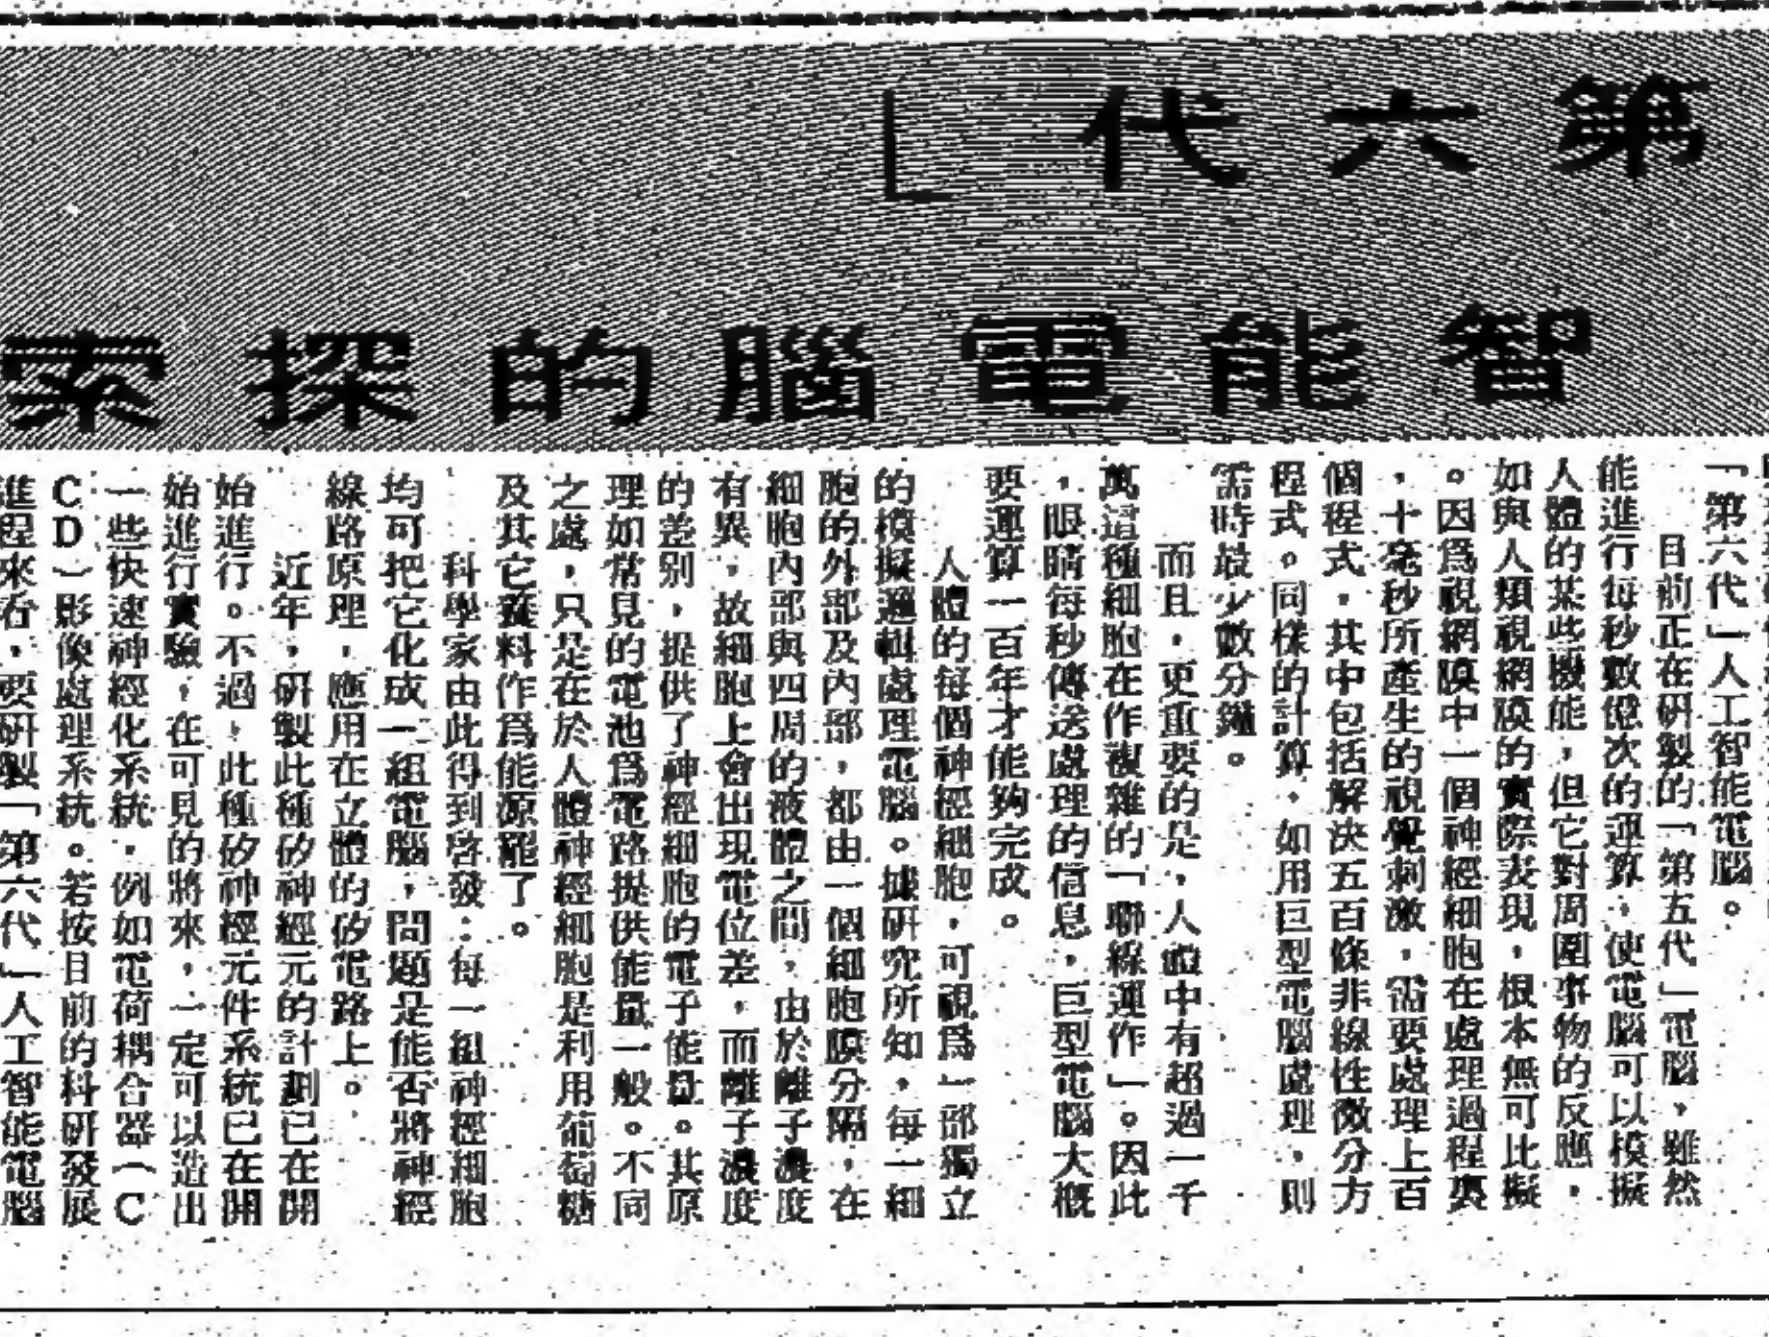 第六代」
智能電腦的探索
「第六代」人工智能電腦。
目前正在研製的「第五代」電腦，雖然
能進行每秒數億次的運算，使電腦可以模擬
人體的某些機能，但它對周圍事物的反應，
如與人類視網膜的實際表現，根本無可比擬
。因爲視網膜中一個神經細胞在處理過程裏
，十毫秒所產生的視覺刺激，需要處理上百
個程式，其中包括解決五百條非線性微分方
程式。同樣的計算，如用巨型電腦處理，則
需時最少數分鐘。
而且，更重要的是，人體中有超過一千
萬這種細胞在作複雜的「聯線運作」。因此
，眼睛每秒傳送處理的信息，巨型電腦大概
要運算一百年才能夠完成。
人體的每個神經細胞，可視爲一部獨立
的模擬邏輯處理電腦。據研究所知，每一細
胞的外部及內部，都由一個細胞膜分隔，在
細胞內部與四周的液體之間，由於離子濃度
有異，故細胞上會出現電位差，而離子濃度
的差別，提供了神經細胞的電子能量。其原
理如常見的電池爲電路提供能量一般。不同
之處，只是在於人體神經細胞是利用葡萄糖
及其它養料作爲能源罷了。
科學家由此得到啓發：每一組神經細胞
均可把它化成一組電腦，問題是能否將神經
線路原理，應用在立體的矽電路上。
近年，研製此種矽神經元的計劃已在開
始進行。不過，此種矽神經元件系統已在開
始進行實驗，在可見的將來，一定可以造出
一些快速神經化系統，例如電荷耦合器（C
CD）影像處理系統。若按目前的科研發展
進程來看，要研製「第六代」人工智能電腦